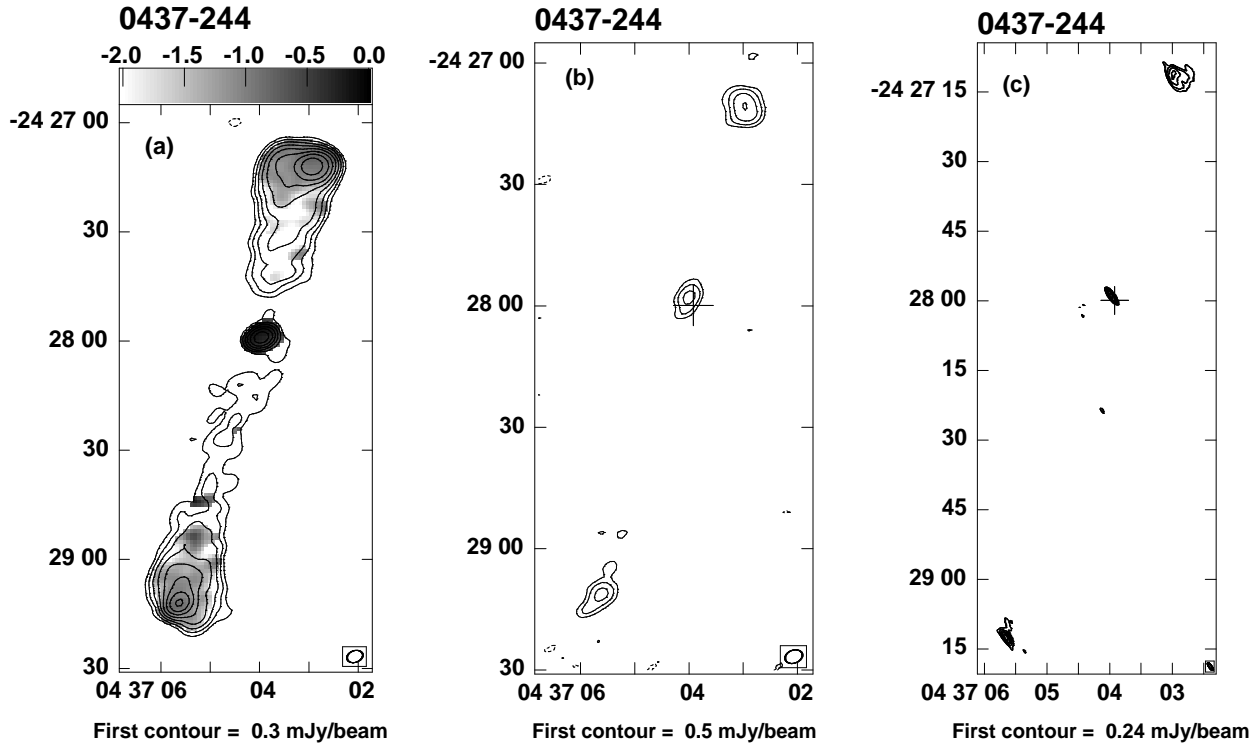 0437-244
-2.0 -1.5 -1.0 -0.5 0.0
(a)
-24 27 00
30
28 00
30
29 00
30
04 37 06 04 02
First contour = 0.3 mJy/beam
0437-244
(b)
-24 27 00
30
28 00
30
29 00
30
04 37 06 04 02
First contour = 0.5 mJy/beam
0437-244
(c)
-24 27 15
30
45
28 00
15
30
45
29 00
15
04 37 06 05 04 03
First contour = 0.24 mJy/beam